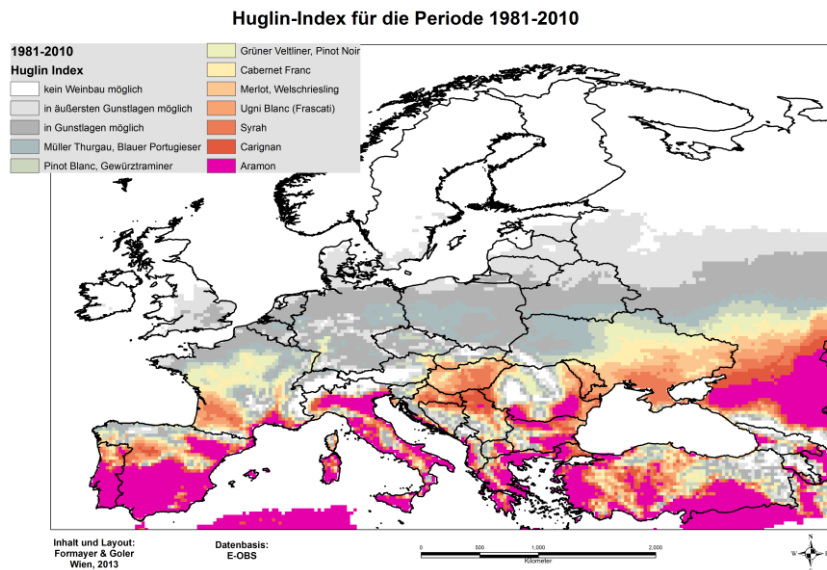 Huglin-Index für die Periode 1981-2010
1981-2010
Huglin Index
kein Weinbau möglich
in äußersten Gunstlagen möglich
in Gunstlagen möglich
Müller Thurgau, Blauer Portugieser
Pinot Blanc, Gewürztraminer
Grüner Veltliner, Pinot Noir
Cabernet Franc
Merlot, Welschriesling
Ugni Blanc (Frascati)
Syrah
Carignan
Aramon
Inhalt und Layout:
Formayer & Goler
Wien, 2013
Datenbasis:
E-OBS
0 500 1,000 2,000
Kilometer
N
E